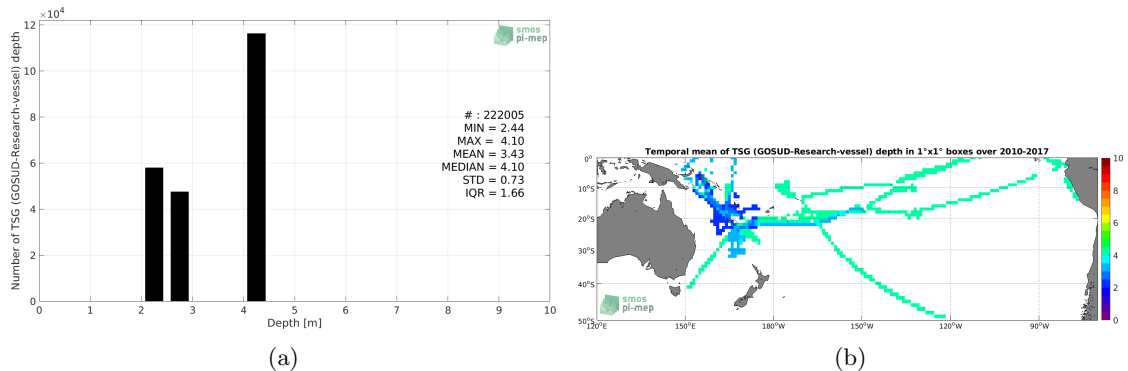 ×10⁴
12
10
8
6
4
2
0
Number of TSG (GOSUD-Research-vessel) depth
0 1 2 3 4 5 6 7 8 9 10
Depth [m]
smos
pi-mep
# : 222005
MIN = 2.44
MAX = 4.10
MEAN = 3.43
MEDIAN = 4.10
STD = 0.73
IQR = 1.66
(a)
Temporal mean of TSG (GOSUD-Research-vessel) depth in 1°x1° boxes over 2010-2017
0°
10°S
20°S
30°S
40°S
50°S
120°E 150°E 180°W 150°W 120°W 90°W
smos
pi-mep
10
8
6
4
2
0
(b)